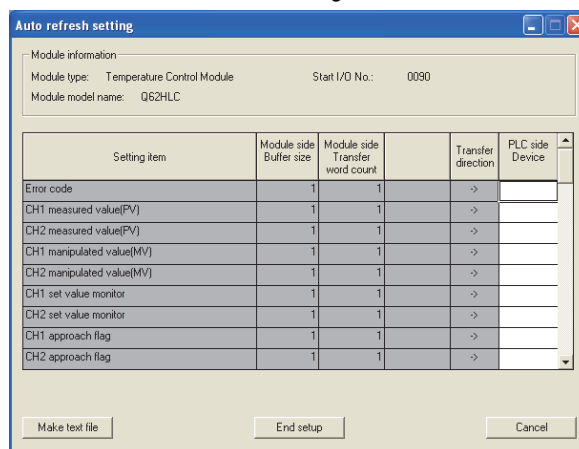 Auto refresh setting
Module information
Module type: Temperature Control Module Start I/O No.: 0090
Module model name: Q62HLC
Setting item Module side Buffer size Module side Transfer word count Transfer direction PLC side Device
Error code 1 1 ->
CH1 measured value(PV) 1 1 ->
CH2 measured value(PV) 1 1 ->
CH1 manipulated value(MV) 1 1 ->
CH2 manipulated value(MV) 1 1 ->
CH1 set value monitor 1 1 ->
CH2 set value monitor 1 1 ->
CH1 approach flag 1 1 ->
CH2 approach flag 1 1 ->
Make text file End setup Cancel